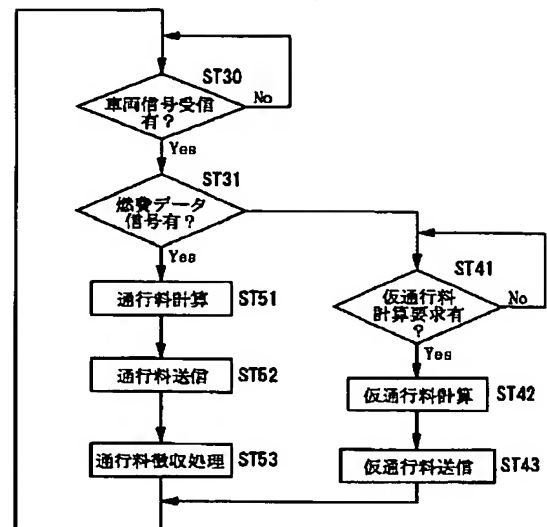 ST30
車両信号受信
有?
No
Yes
ST31
燃費データ
信号有?
Yes
ST41
仮通行料
計算要求有
?
No
Yes
通行料計算
ST51
通行料送信
ST52
仮通行料計算
ST42
通行料徴収処理
ST53
仮通行料送信
ST43